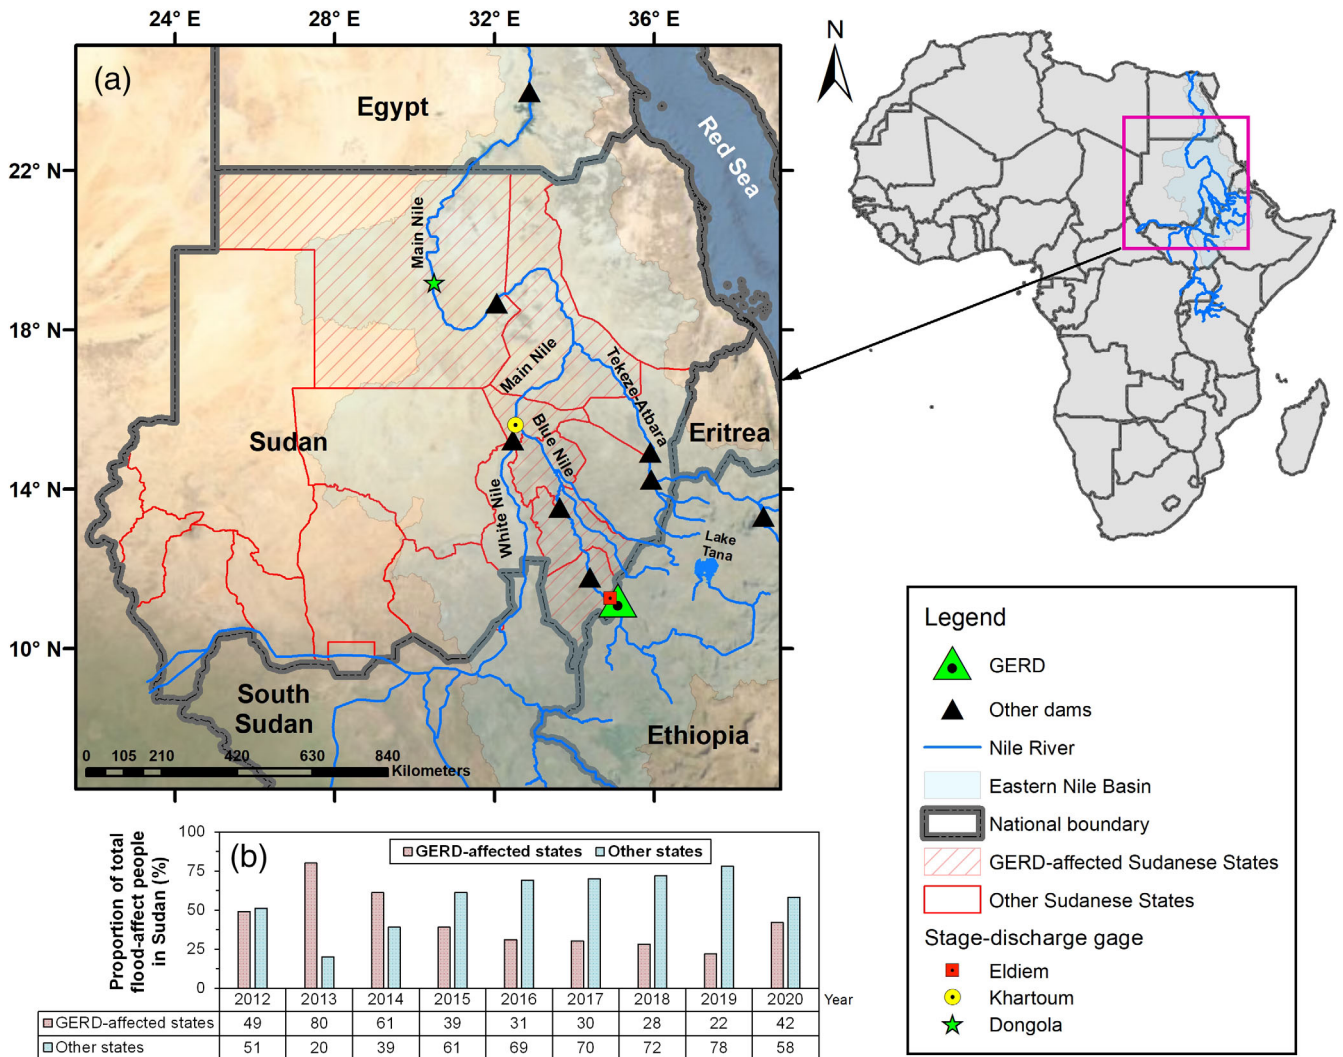 24° E 28° E 32° E 36° E
(a)
N
Egypt
Red Sea
22° N
Main Nile
18° N
Main Nile
Tekeze-Atbara
Sudan
Blue Nile
Eritrea
14° N
White Nile
Lake
Tana
10° N
South
Sudan
Ethiopia
0 105 210 420 630 840
Kilometers
Legend
GERD
Other dams
Nile River
Eastern Nile Basin
National boundary
GERD-affected Sudanese States
Other Sudanese States
Stage-discharge gage
Eldiem
Khartoum
Dongola
(b)
GERD-affected states Other states
Proportion of total
flood-affect people
in Sudan (%)
100
75
50
25
0
2012 2013 2014 2015 2016 2017 2018 2019 2020 Year
GERD-affected states 49 80 61 39 31 30 28 22 42
Other states 51 20 39 61 69 70 72 78 58